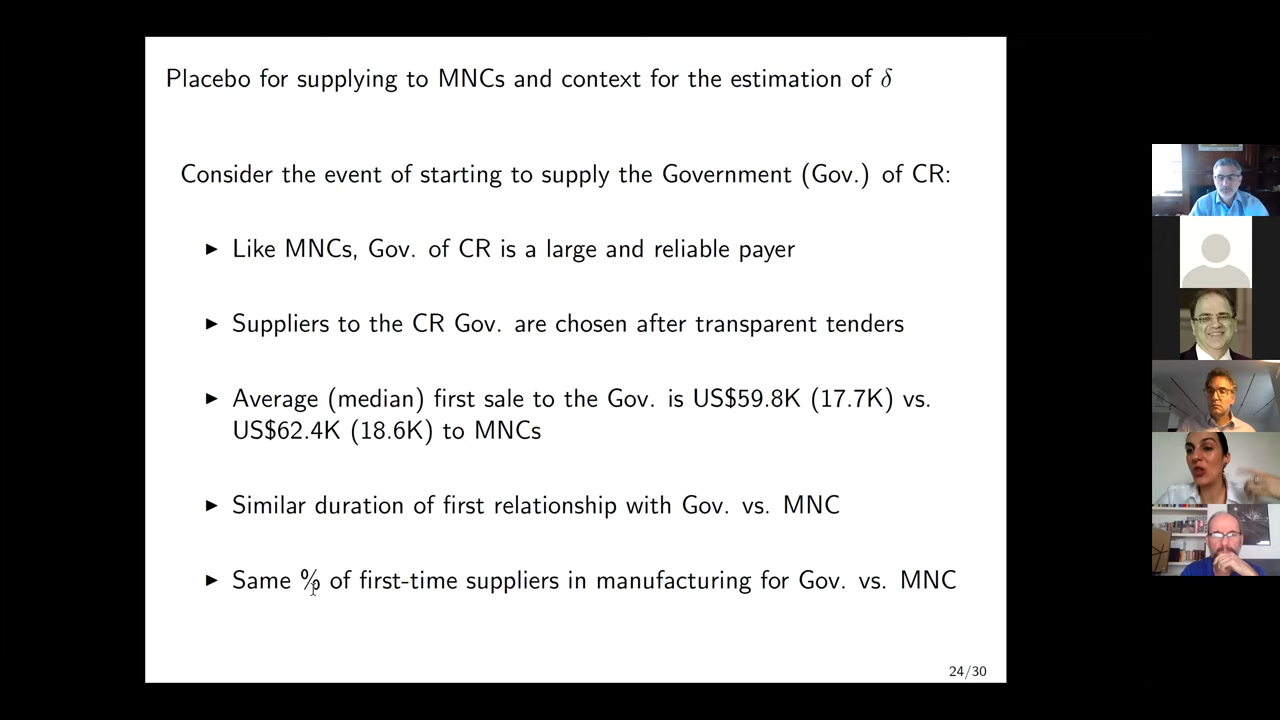 Placebo for supplying to MNCs and context for the estimation of δ
Consider the event of starting to supply the Government (Gov.) of CR:
▶ Like MNCs, Gov. of CR is a large and reliable payer
▶ Suppliers to the CR Gov. are chosen after transparent tenders
▶ Average (median) first sale to the Gov. is US$59.8K (17.7K) vs.
US$62.4K (18.6K) to MNCs
▶ Similar duration of first relationship with Gov. vs. MNC
▶ Same % of first-time suppliers in manufacturing for Gov. vs. MNC
24/30